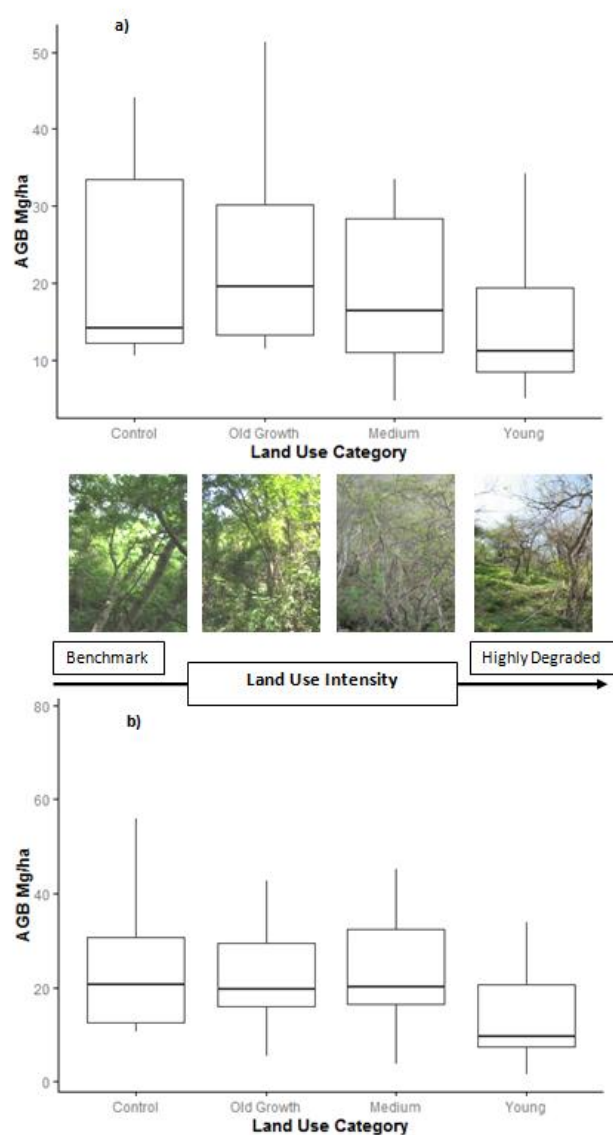 a)
50
40
30
20
10
AGB Mg/ha
Control Old Growth Medium Young
Land Use Category
Benchmark Highly Degraded
Land Use Intensity
80
b)
60
40
20
0
AGB Mg/ha
Control Old Growth Medium Young
Land Use Category